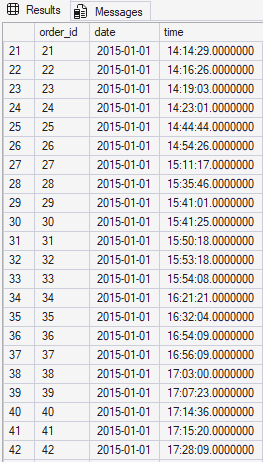 Results Messages
order_id date time
21 21 2015-01-01 14:14:29.0000000
22 22 2015-01-01 14:16:26.0000000
23 23 2015-01-01 14:19:03.0000000
24 24 2015-01-01 14:23:01.0000000
25 25 2015-01-01 14:44:44.0000000
26 26 2015-01-01 14:54:26.0000000
27 27 2015-01-01 15:11:17.0000000
28 28 2015-01-01 15:35:46.0000000
29 29 2015-01-01 15:41:01.0000000
30 30 2015-01-01 15:41:25.0000000
31 31 2015-01-01 15:50:18.0000000
32 32 2015-01-01 15:53:18.0000000
33 33 2015-01-01 15:54:08.0000000
34 34 2015-01-01 16:21:21.0000000
35 35 2015-01-01 16:32:04.0000000
36 36 2015-01-01 16:54:09.0000000
37 37 2015-01-01 16:56:09.0000000
38 38 2015-01-01 17:03:00.0000000
39 39 2015-01-01 17:07:23.0000000
40 40 2015-01-01 17:14:36.0000000
41 41 2015-01-01 17:15:20.0000000
42 42 2015-01-01 17:28:09.0000000